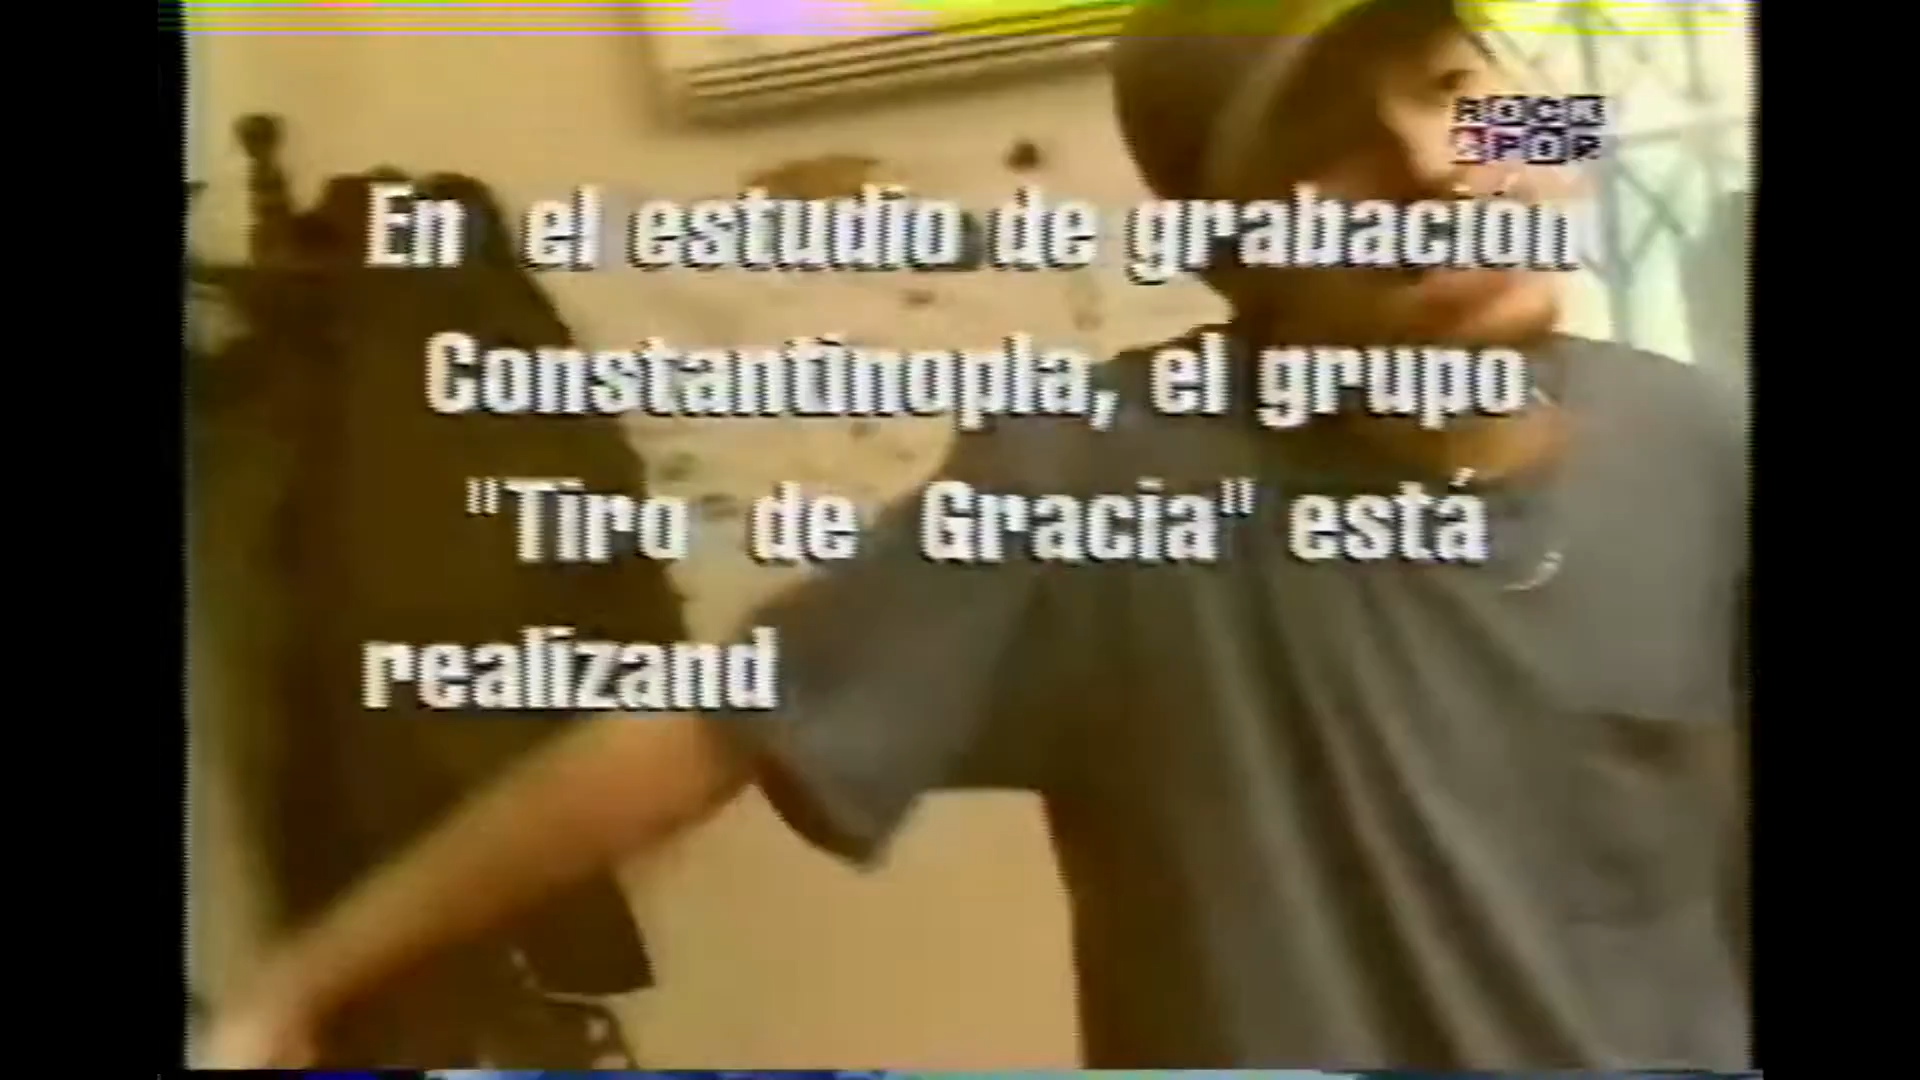 ROCK
&POP
En el estudio de grabación
Constantinopla, el grupo
"Tiro de Gracia" está
realizand